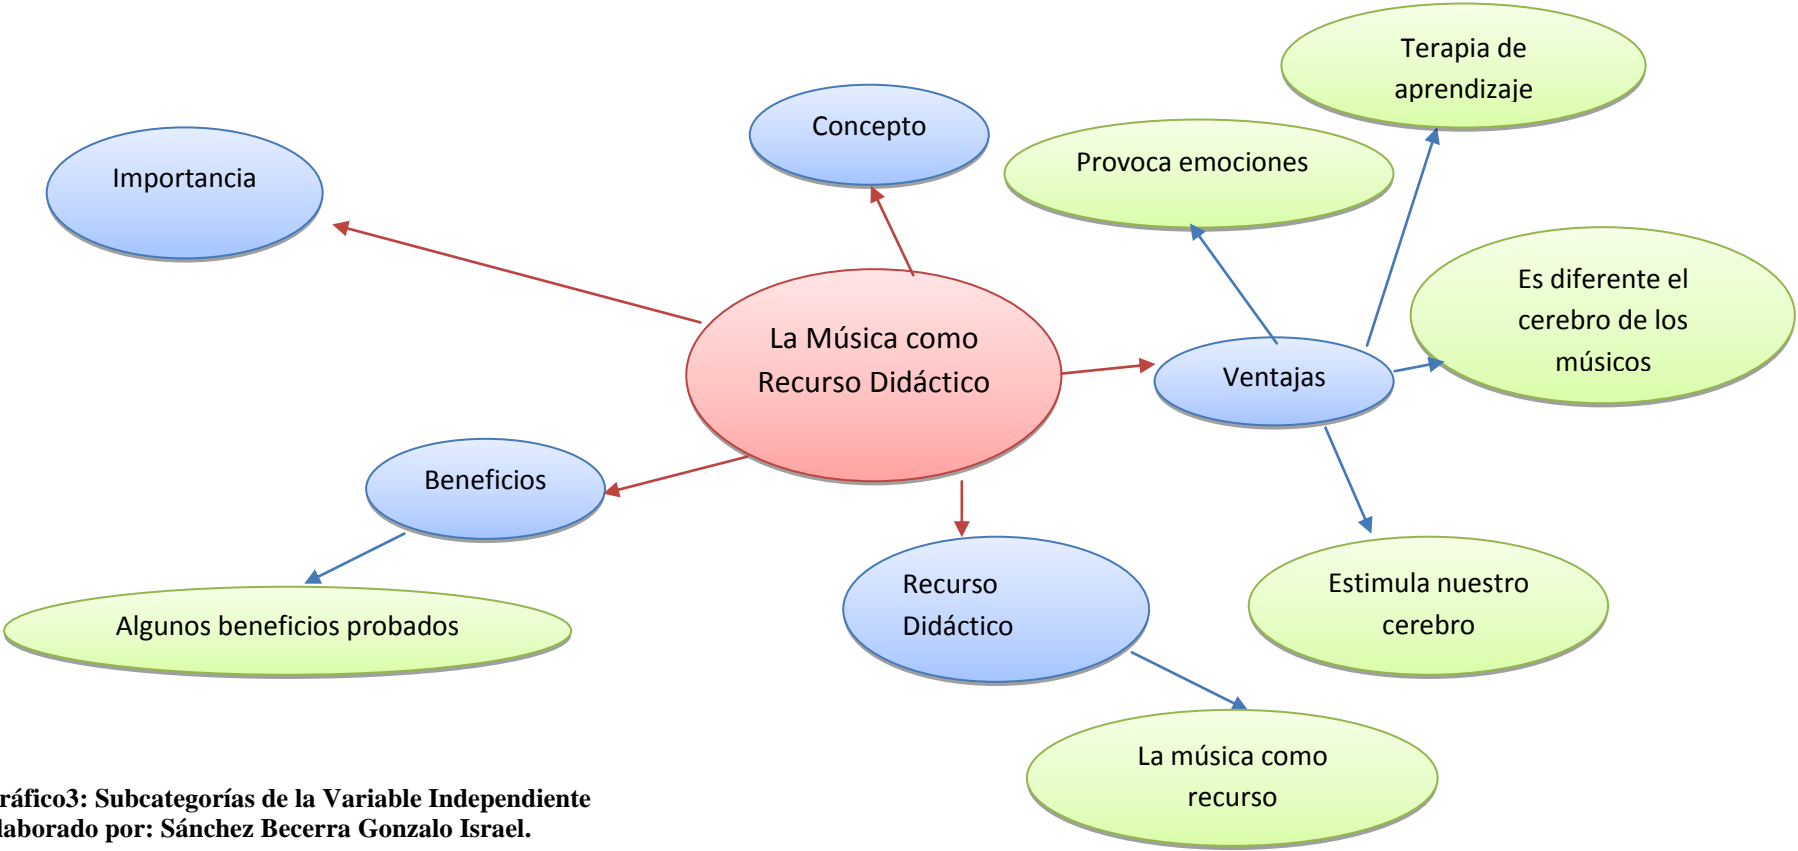 Terapia de
aprendizaje
Concepto
Provoca emociones
Importancia
Es diferente el
cerebro de los
músicos
La Música como
Recurso Didáctico
Ventajas
Beneficios
Recurso
Didáctico
Estimula nuestro
cerebro
Algunos beneficios probados
La música como
recurso
ráfico3: Subcategorías de la Variable Independiente
laborado por: Sánchez Becerra Gonzalo Israel.